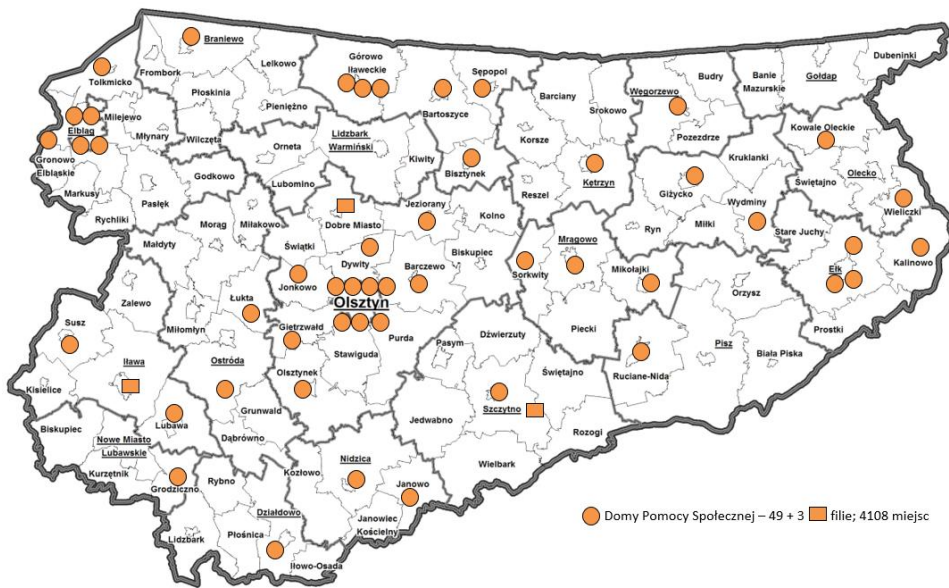 Braniewo
Lelkowo
Tolkmicko
Frombork
Płoskinia
Pieniężno
Górowo
Iławeckie
Sępopol
Bartoszyce
Barciany
Srokowo
Węgorzewo
Budry
Banie
Mazurskie
Gołdap
Dubeninki
Pozezdrze
Milejewo
Młynary
Wilczęta
Elbląg
Gronowo
Elbląskie
Markusy
Pasłęk
Godkowo
Rychliki
Orneta
Lidzbark
Warmiński
Kiwity
Lubomino
Bisztynek
Korsze
Reszel
Kętrzyn
Giżycko
Kruklanki
Wydminy
Ryn
Miłki
Kowale Oleckie
Olecko
Świętajno
Wieliczki
Stare Juchy
Kalinowo
Ełk
Prostki
Małdyty
Morąg
Miłakowo
Świątki
Dobre Miasto
Jeziorany
Kolno
Dywity
Barczewo
Biskupiec
Jonkowo
Olsztyn
Gietrzwałd
Purda
Stawiguda
Olsztynek
Sorkwity
Mrągowo
Mikołajki
Piecki
Orzysz
Pisz
Biała Piska
Ruciane-Nida
Zalewo
Susz
Łukta
Miłomłyn
Iława
Ostróda
Kisielice
Lubawa
Grunwald
Dąbrówno
Biskupiec
Nowe Miasto
Lubawskie
Kurzętnik
Grodziczno
Rybno
Lidzbark
Płośnica
Działdowo
Iłowo-Osada
Kozłowo
Nidzica
Janowo
Janowiec
Kościelny
Pasym
Dźwierzuty
Świętajno
Szczytno
Jedwabno
Rozogi
Wielbark
Domy Pomocy Społecznej – 49 + 3 filie; 4108 miejsc